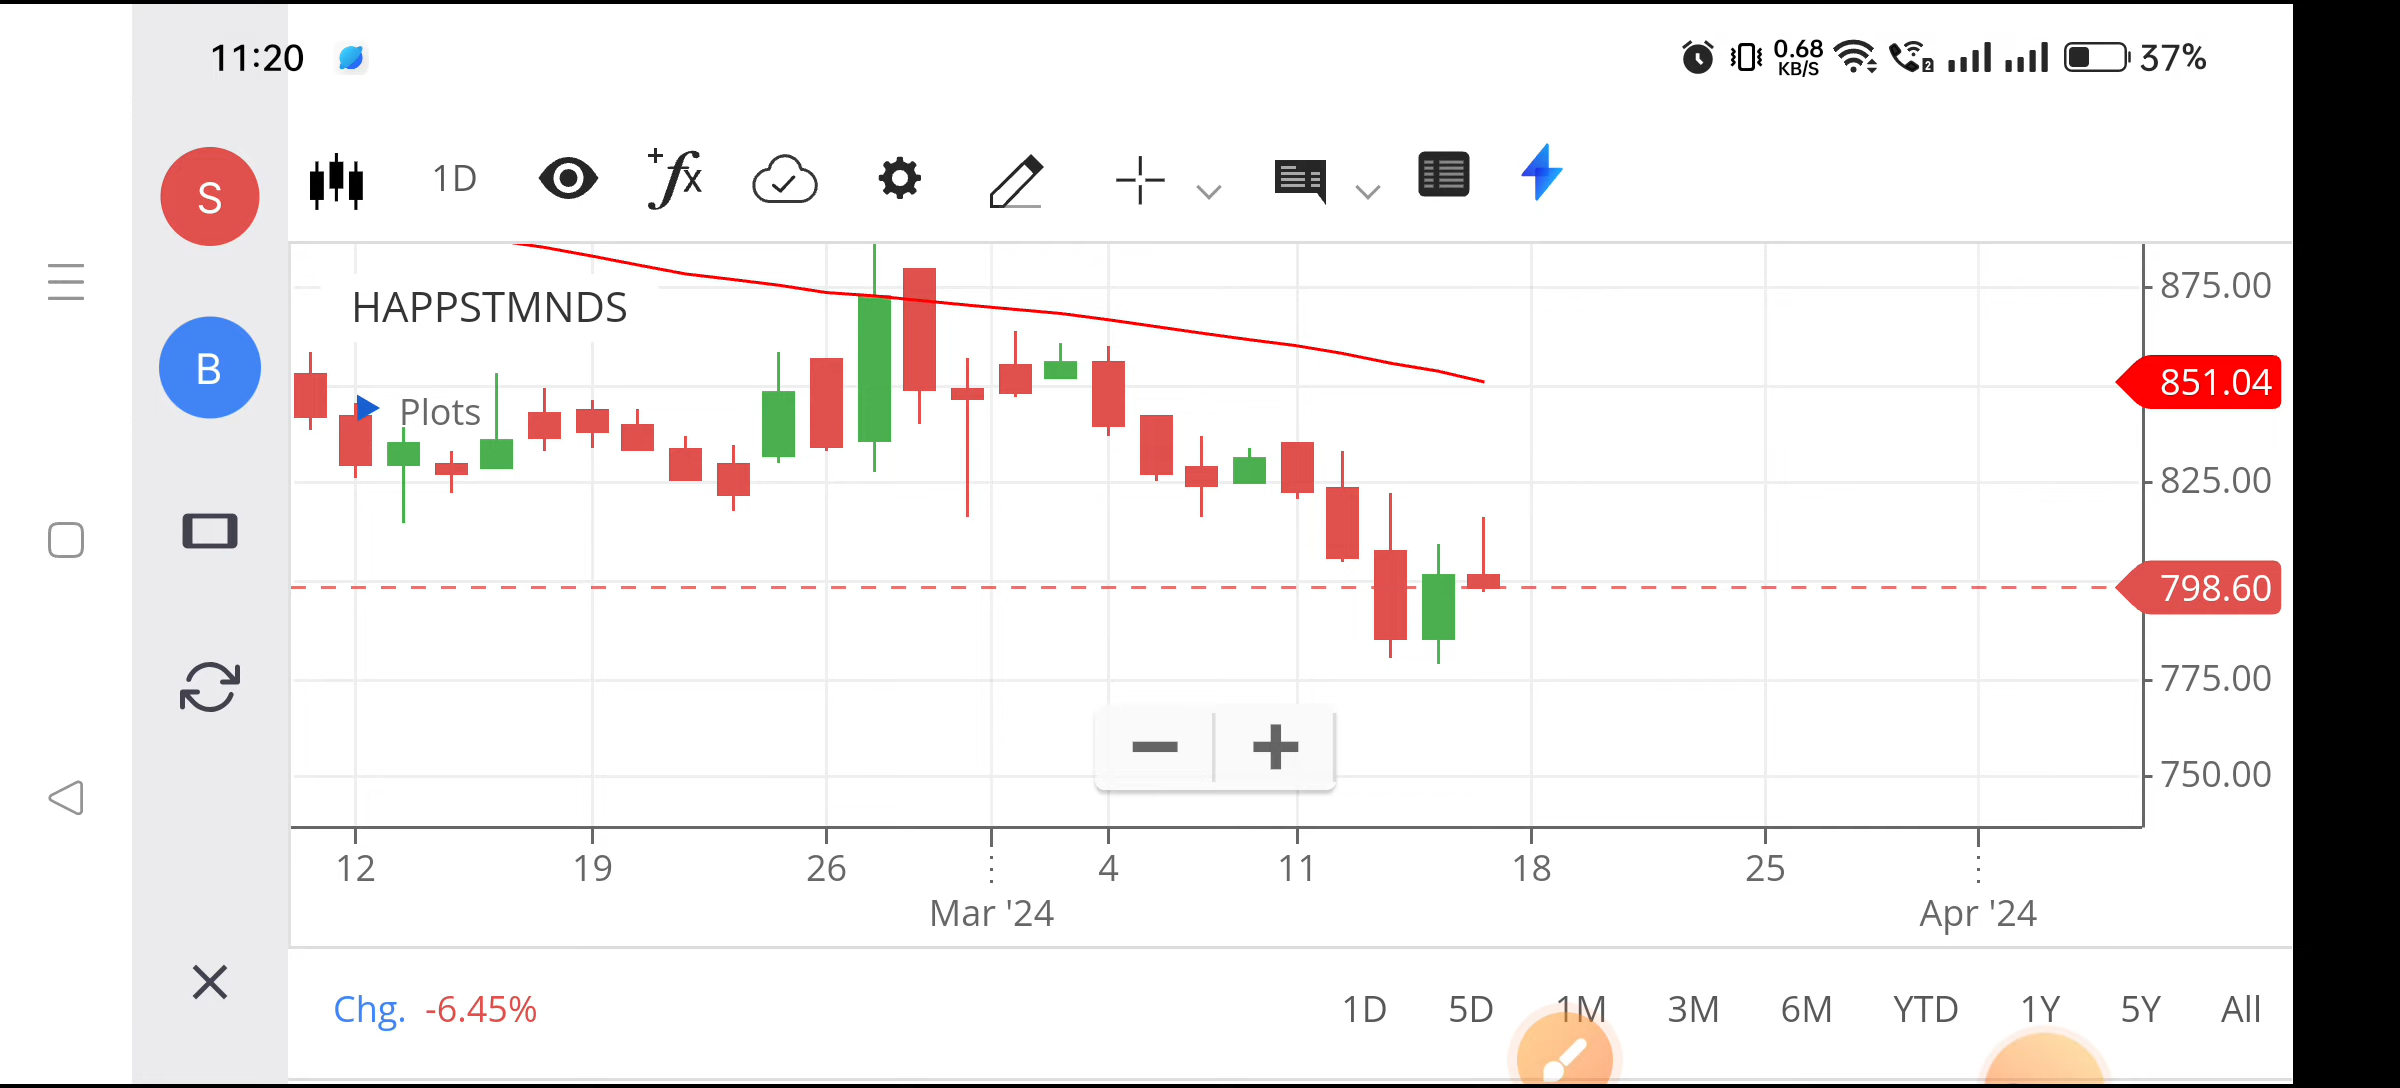 11:20
0.68
KB/S
2
37%
S
1D
fx
B
HAPPSTMNDS
Plots
875.00
851.04
825.00
798.60
775.00
750.00
12 19 26 4 11 18 25
Mar '24 Apr '24
Chg. -6.45% 1D 5D 1M 3M 6M YTD 1Y 5Y All